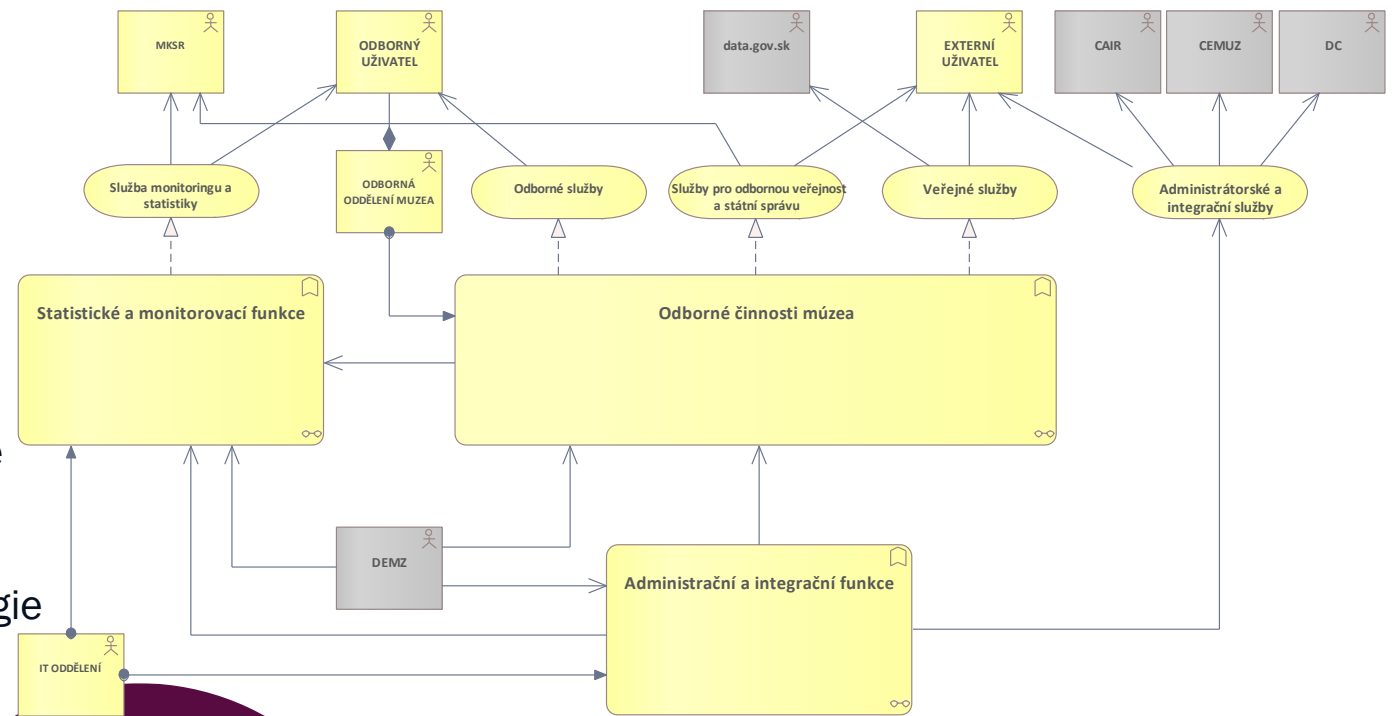 MKSR
ODBORNÝ
UŽIVATEL
data.gov.sk
EXTERNÍ
UŽIVATEL
CAIR
CEMUZ
DC
Služba monitoringu a
statistiky
ODBORNÁ
ODDĚLENÍ MUZEA
Odborné služby
Služby pro odbornou veřejnost
a státní správu
Veřejné služby
Administrátorské a
integrační služby
Statistické a monitorovací funkce
Odborné činnosti múzea
DEMZ
Administrační a integrační funkce
gie
IT ODDĚLENÍ